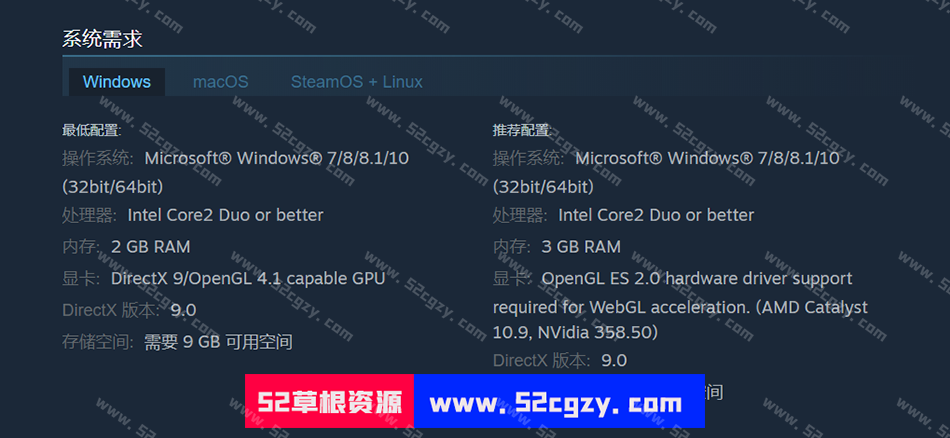 系统需求
Windows
macOS
SteamOS + Linux
最低配置:
操作系统: Microsoft® Windows® 7/8/8.1/10
(32bit/64bit)
处理器: Intel Core2 Duo or better
内存: 2 GB RAM
显卡: DirectX 9/OpenGL 4.1 capable GPU
DirectX 版本: 9.0
存储空间: 需要 9 GB 可用空间
推荐配置:
操作系统: Microsoft® Windows® 7/8/8.1/10
(32bit/64bit)
处理器: Intel Core2 Duo or better
内存: 3 GB RAM
显卡: OpenGL ES 2.0 hardware driver support
required for WebGL acceleration. (AMD Catalyst
10.9, NVidia 358.50)
DirectX 版本: 9.0
间
52草根资源
www.52cgzy.com